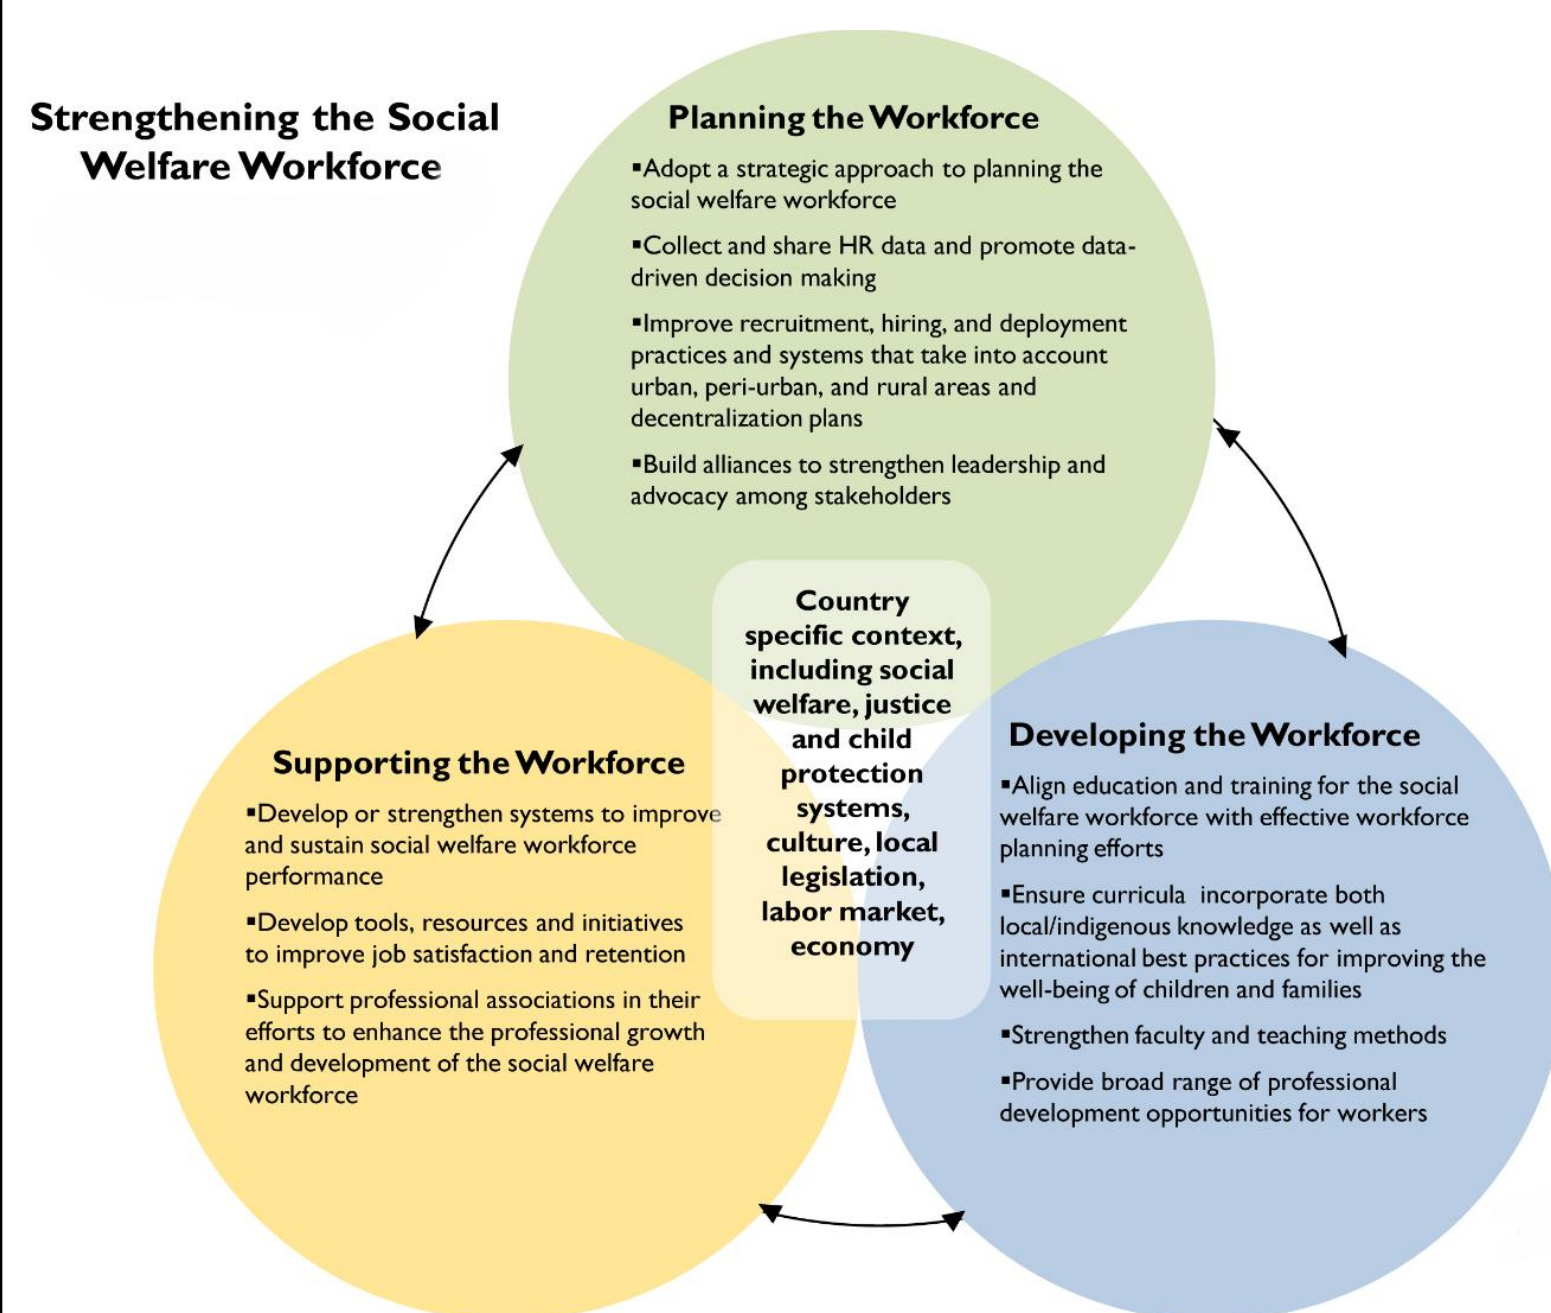 Strengthening the Social
Welfare Workforce
Planning the Workforce
▪Adopt a strategic approach to planning the
social welfare workforce
▪Collect and share HR data and promote data-
driven decision making
▪Improve recruitment, hiring, and deployment
practices and systems that take into account
urban, peri-urban, and rural areas and
decentralization plans
▪Build alliances to strengthen leadership and
advocacy among stakeholders
Country
specific context,
including social
welfare, justice
and child
protection
systems,
culture, local
legislation,
labor market,
economy
Supporting the Workforce
▪Develop or strengthen systems to improve
and sustain social welfare workforce
performance
▪Develop tools, resources and initiatives
to improve job satisfaction and retention
▪Support professional associations in their
efforts to enhance the professional growth
and development of the social welfare
workforce
Developing the Workforce
▪Align education and training for the social
welfare workforce with effective workforce
planning efforts
▪Ensure curricula  incorporate both
local/indigenous knowledge as well as
international best practices for improving the
well-being of children and families
▪Strengthen faculty and teaching methods
▪Provide broad range of professional
development opportunities for workers